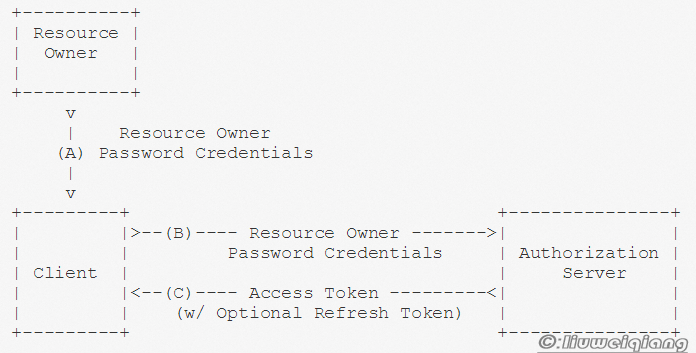 Resource
Owner
v
Resource Owner
(A) Password Credentials
v
>--(B)---- Resource Owner ------->
Password Credentials
Authorization
Client
Server
<--(C)---- Access Token ---------<
(w/ Optional Refresh Token)
©:liuweiqiang